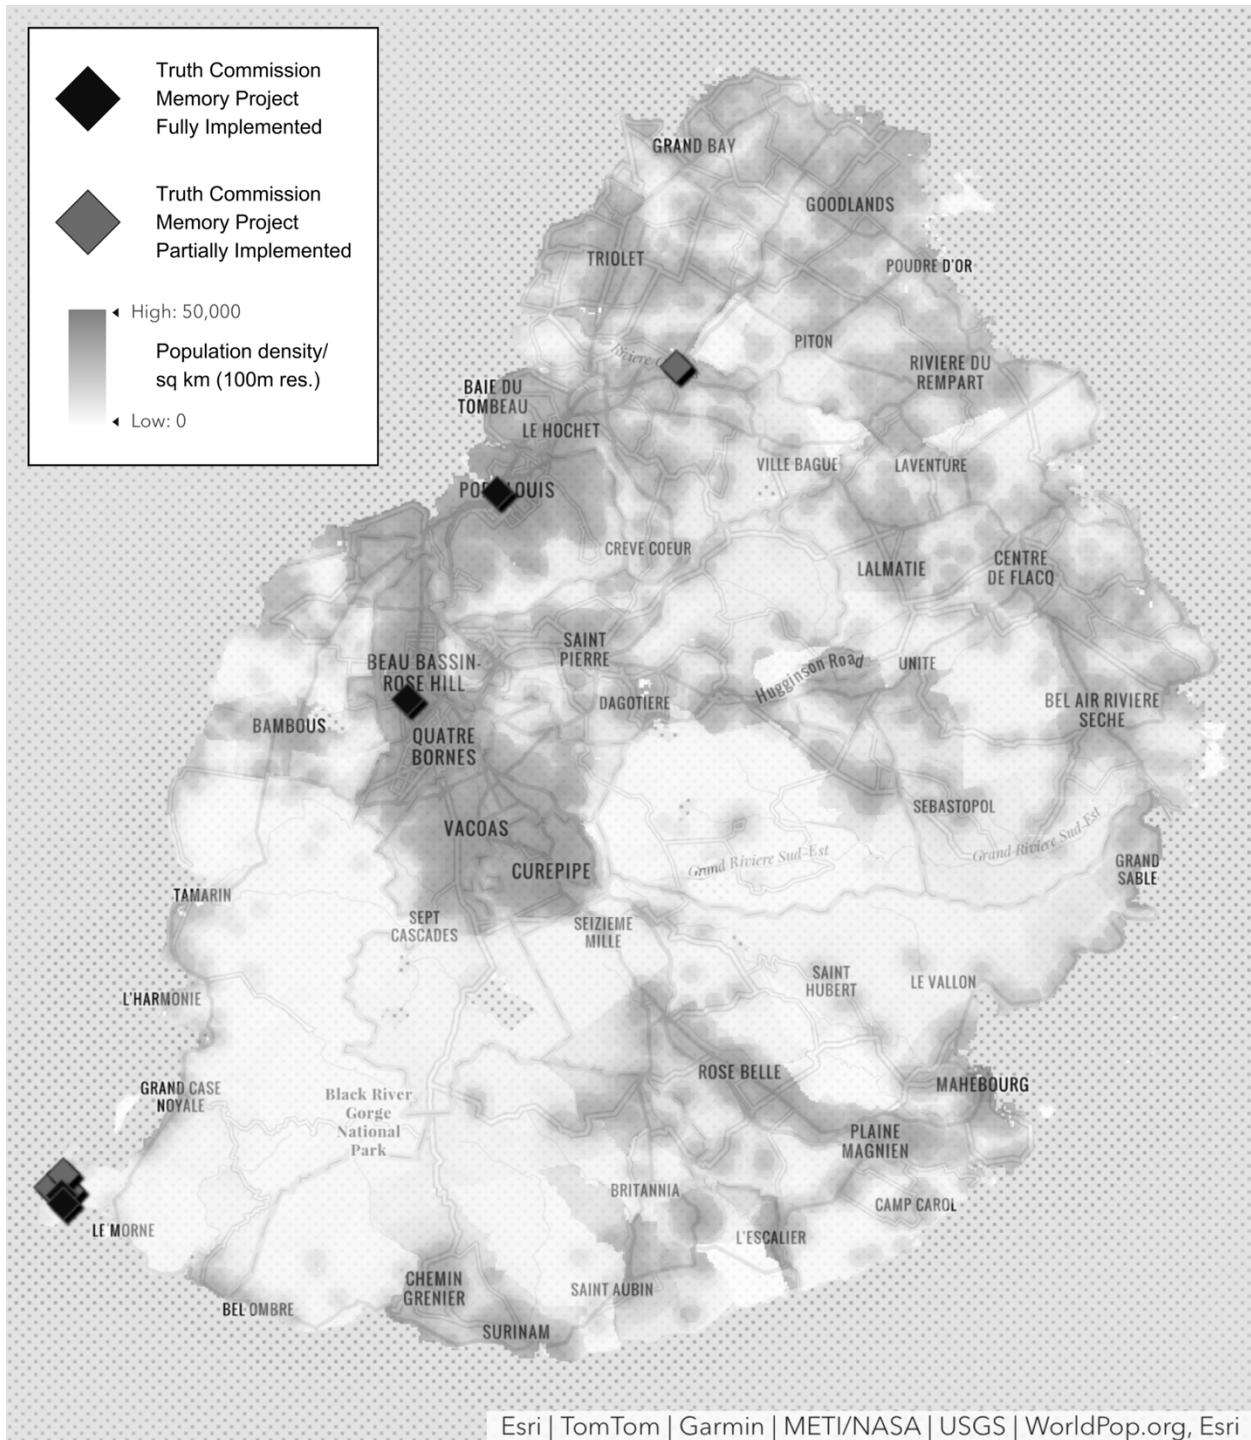 Truth Commission
Memory Project
Fully Implemented
Truth Commission
Memory Project
Partially Implemented
High: 50,000
Population density/
sq km (100m res.)
Low: 0
GRAND BAY
GOODLANDS
TRIOLET
POUDRE D'OR
PITON
Riviere
RIVIERE DU
REMPART
BAIE DU
TOMBEAU
LE HOCHET
VILLE BAGUE
LAVENTURE
LOUIS
CREVE COEUR
LALMATIE
CENTRE
DE FLACQ
SAINT
PIERRE
BEAU BASSIN-
ROSE HILL
Hugginson Road
UNITE
DAGOTIERE
BEL AIR RIVIERE
SECHE
BAMBOUS
QUATRE
BORNES
SEBASTOPOL
VACOAS
Grand Riviere Sud-Est
Grand Riviere Sud-Est
CUREPIPE
GRAND
SABLE
TAMARIN
SEPT
CASCADES
SEIZIEME
MILLE
SAINT
HUBERT
LE VALLON
L'HARMONIE
ROSE BELLE
MAHEBOURG
GRAND CASE
NOYALE
Black River
Gorge
National
Park
PLAINE
MAGNIEN
BRITANNIA
CAMP CAROL
LE MORNE
L'ESCALIER
CHEMIN
GRENIER
SAINT AUBIN
BEL OMBRE
SURINAM
Esri | TomTom | Garmin | METI/NASA | USGS | WorldPop.org, Esri